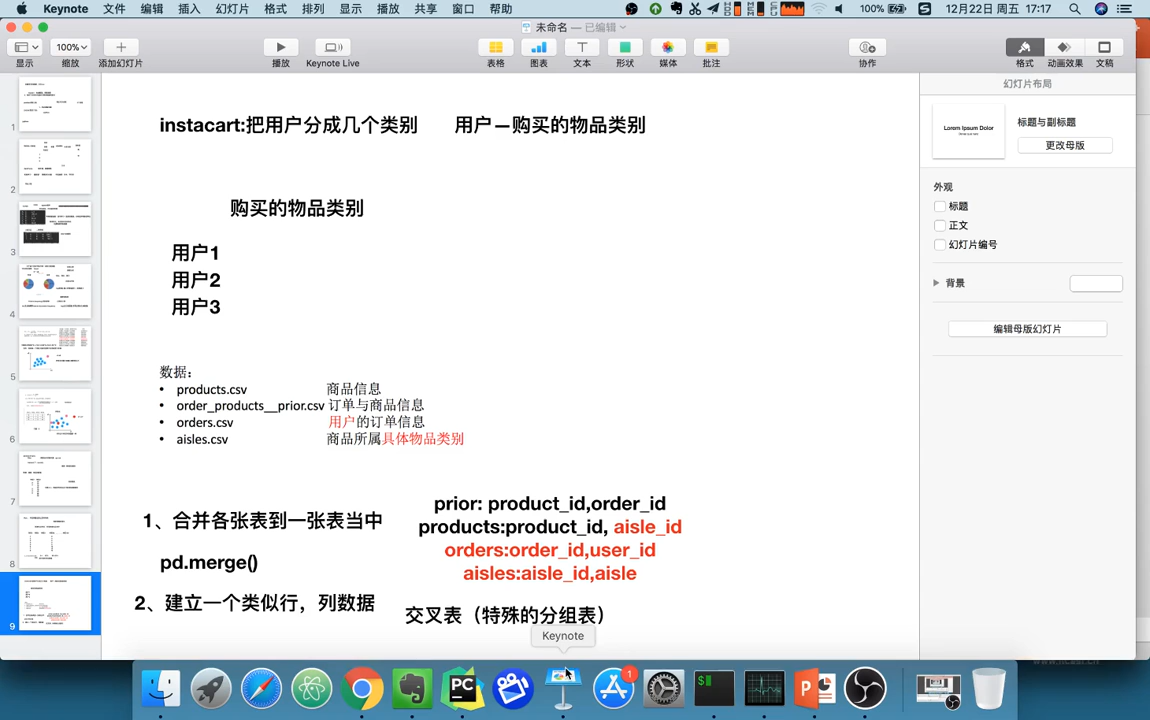 Keynote 文件 编辑 插入 幻灯片 格式 排列 显示 播放 共享 窗口 帮助 100% 12月22日 周五 17:17
未命名 — 已编辑
100%
显示 缩放 添加幻灯片 播放 Keynote Live 表格 图表 文本 形状 媒体 批注 协作 格式 动画效果 文稿
1
2
3
4
5
6
7
8
9
instacart:把用户分成几个类别 用户—购买的物品类别
购买的物品类别
用户1
用户2
用户3
数据：
• products.csv 商品信息
• order_products__prior.csv 订单与商品信息
• orders.csv 用户的订单信息
• aisles.csv 商品所属具体物品类别
1、合并各张表到一张表当中
pd.merge()
2、建立一个类似行，列数据
prior: product_id,order_id
products:product_id, aisle_id
orders:order_id,user_id
aisles:aisle_id,aisle
交叉表（特殊的分组表）
幻灯片布局
Lorem Ipsum Dolor
标题与副标题
更改母版
外观
标题
正文
幻灯片编号
背景
编辑母版幻灯片
Keynote
PC
1